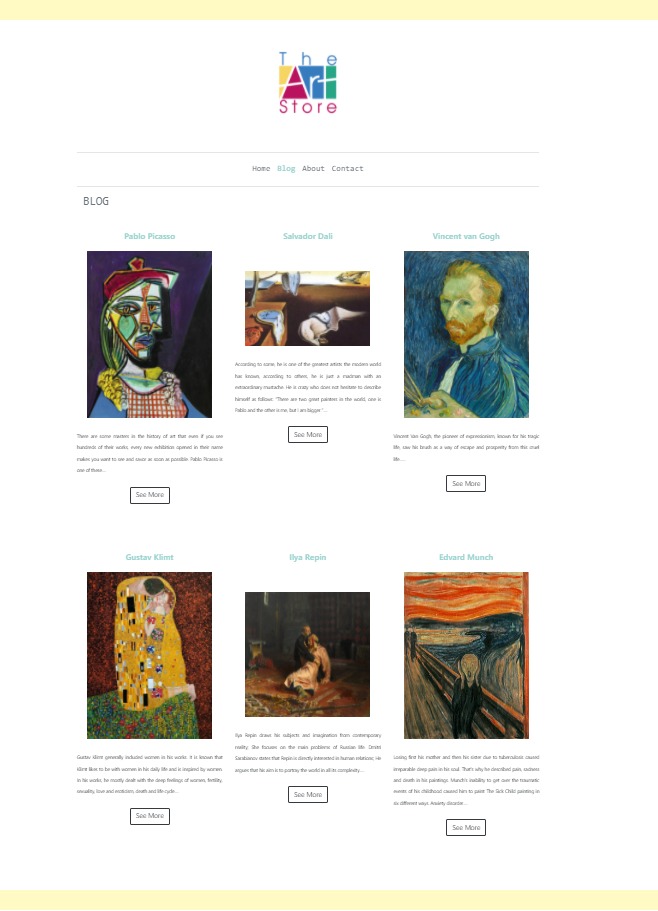 The
Art
Store
Home Blog About Contact
BLOG
Pablo Picasso
There are some masters in the history of art that even if you see
hundreds of their works, every new exhibition opened in their name
makes you want to see and cover as soon as possible. Pablo Picasso is
one of these...
See More
Salvador Dali
According to some, he is one of the greatest artists the modern world
has known, according to others, he is just a madman with an
extraordinary mustache. He is crazy who does not hesitate to describe
himself as follows: "There are two great painters in the world, one is
Pablo and the other is me, but I am bigger "...
See More
Vincent van Gogh
Vincent Van Gogh, the pioneer of expressionism, known for his tragic
life, saw his brush as a way of escape and prosperity from this cruel
life....
See More
Gustav Klimt
Gustav Klimt generally included women in his works. It is known that
Klimt likes to be with women in his daily life and is inspired by women.
In his works, he mostly dealt with the deep feelings of women, fertility,
sexuality, love and eroticism, death and life cycle...
See More
Ilya Repin
Ilya Repin draws his subjects and imagination from contemporary
reality. She focuses on the main problems of Russian life. Dmitri
Sarabianov states that Repin is directly interested in human relations; He
argues that his aim is to portray the world in all its complexity....
See More
Edvard Munch
Losing first his mother and then his sister due to tuberculosis caused
irreparable deep pain in his soul. That's why he described pain, sadness
and death in his paintings. Munch's inability to get over the traumatic
events of his childhood caused him to paint The Sick Child painting in
six different ways. Anxiety disorder...
See More